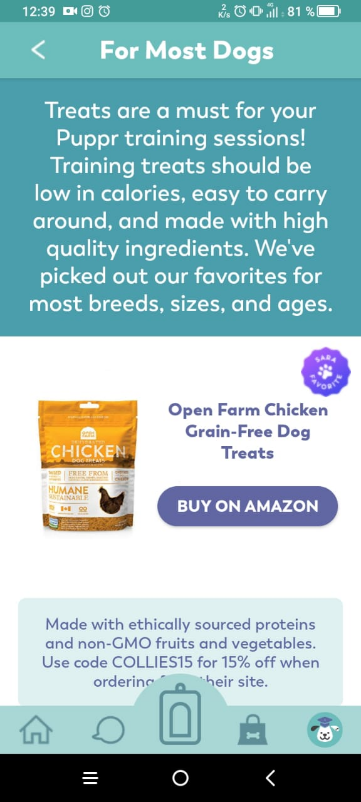 12:39
2
K/s
4G
81 %
For Most Dogs
Treats are a must for your
Puppr training sessions!
Training treats should be
low in calories, easy to carry
around, and made with high
quality ingredients. We've
picked out our favorites for
most breeds, sizes, and ages.
SARA
FAVORITE
Open Farm Chicken
Grain-Free Dog
Treats
CHICKEN
DOG TREATS
FREE FROM
HUMANE
BUY ON AMAZON
Made with ethically sourced proteins
and non-GMO fruits and vegetables.
Use code COLLIES15 for 15% off when
ordering their site.